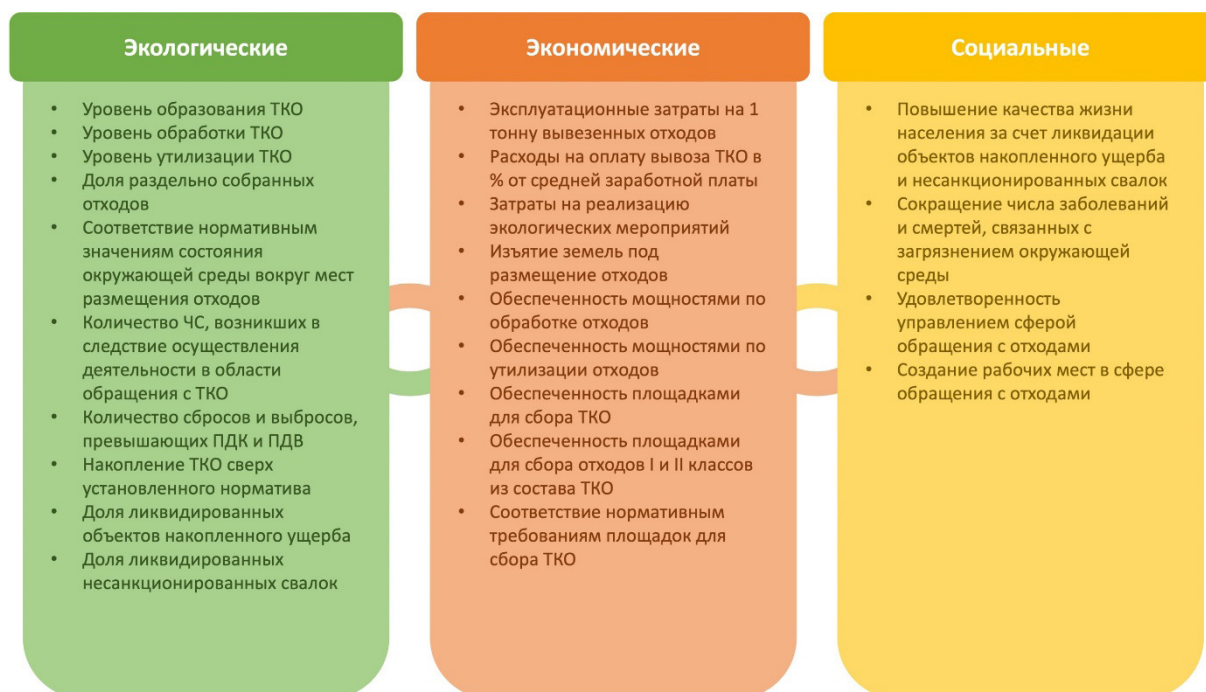 Экологические
• Уровень образования ТКО
• Уровень обработки ТКО
• Уровень утилизации ТКО
• Доля раздельно собранных
отходов
• Соответствие нормативным
значениям состояния
окружающей среды вокруг мест
размещения отходов
• Количество ЧС, возникших в
следствие осуществления
деятельности в области
обращения с ТКО
• Количество сбросов и выбросов,
превышающих ПДК и ПДВ
• Накопление ТКО сверх
установленного норматива
• Доля ликвидированных
объектов накопленного ущерба
• Доля ликвидированных
несанкционированных свалок
Экономические
• Эксплуатационные затраты на 1
тонну вывезенных отходов
• Расходы на оплату вывоза ТКО в
% от средней заработной платы
• Затраты на реализацию
экологических мероприятий
• Изъятие земель под
размещение отходов
• Обеспеченность мощностями по
обработке отходов
• Обеспеченность мощностями по
утилизации отходов
• Обеспеченность площадками
для сбора ТКО
• Обеспеченность площадками
для сбора отходов I и II классов
из состава ТКО
• Соответствие нормативным
требованиям площадок для
сбора ТКО
Социальные
• Повышение качества жизни
населения за счет ликвидации
объектов накопленного ущерба
и несанкционированных свалок
• Сокращение числа заболеваний
и смертей, связанных с
загрязнением окружающей
среды
• Удовлетворенность
управлением сферой
обращения с отходами
• Создание рабочих мест в сфере
обращения с отходами